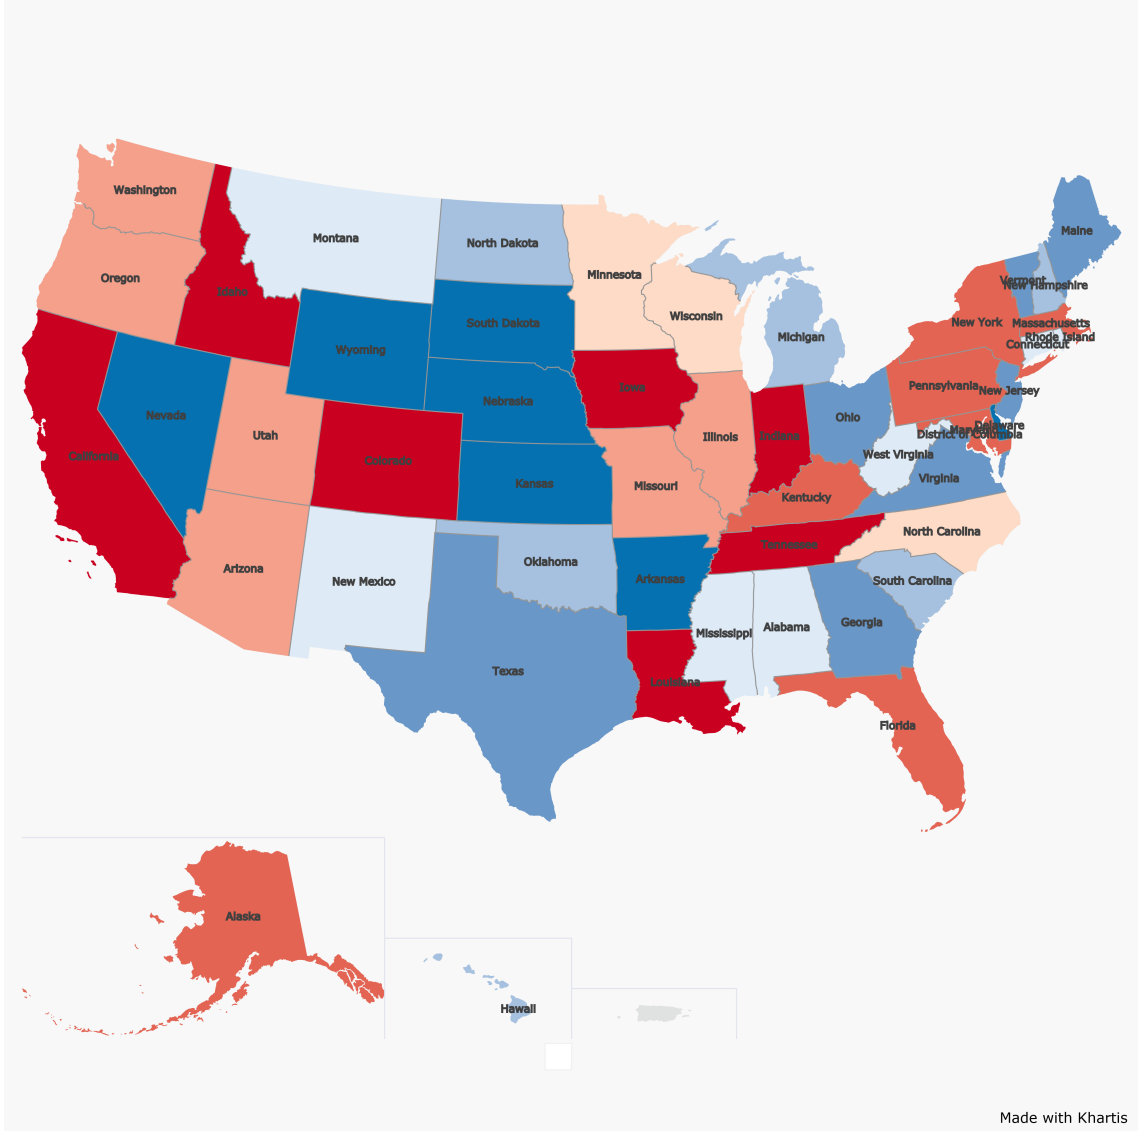 Washington
Montana
North Dakota
Maine
Minnesota
Oregon
Idaho
Vermont
New Hampshire
Wisconsin
South Dakota
New York
Massachusetts
Michigan
Rhode Island
Connecticut
Wyoming
Pennsylvania
Iowa
New Jersey
Nebraska
Nevada
Ohio
Utah
Illinois
Indiana
Delaware
Maryland
District of Columbia
California
Colorado
West Virginia
Kansas
Missouri
Virginia
Kentucky
North Carolina
Tennessee
Oklahoma
Arizona
New Mexico
Arkansas
South Carolina
Georgia
Mississippi
Alabama
Texas
Louisiana
Florida
Alaska
Hawaii
Made with Khartis